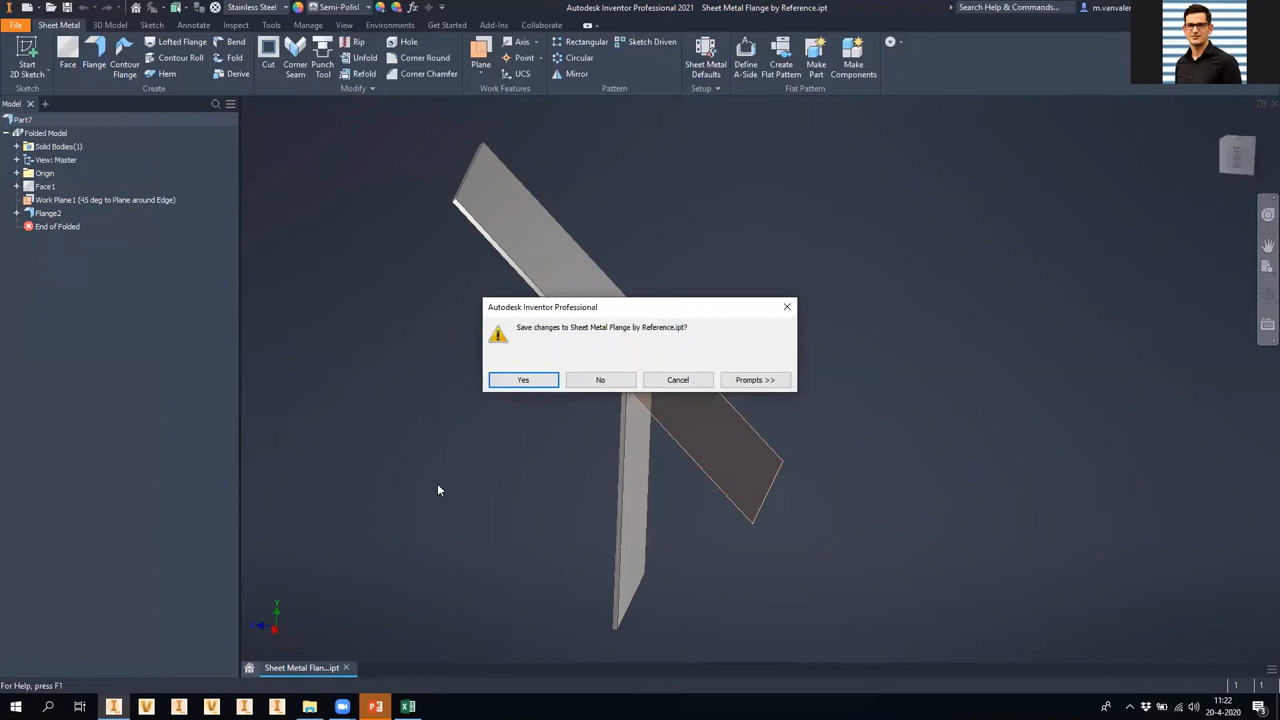 Stainless Steel Semi-Polis Autodesk Inventor Professional 2021 Sheet Metal Flange by Reference.ipt Search Help & Commands...
File Sheet Metal 3D Model Sketch Annotate Inspect Tools Manage View Environments Get Started Add-Ins Collaborate
Start
2D Sketch
Face
Flange
Contour
Flange
Lofted Flange
Contour Roll
Hem
Bend
Fold
Derive
Cut
Corner
Seam
Punch
Tool
Rip
Unfold
Refold
Hole
Corner Round
Corner Chamfer
Plane
Axis
Point
UCS
Rectangular
Circular
Mirror
Sketch Driven
Sheet Metal
Defaults
Define
A-Side
Create
Flat Pattern
Make
Part
Make
Components
Sketch Create Modify Work Features Pattern Setup Flat Pattern
Model
Part7
Folded Model
Solid Bodies(1)
View: Master
Origin
Face1
Work Plane1 (45 deg to Plane around Edge)
Flange2
End of Folded
Autodesk Inventor Professional
Save changes to Sheet Metal Flange by Reference.ipt?
Yes No Cancel Prompts >>
Y
Sheet Metal Flan...ipt
For Help, press F1
1 1
11:22
20-4-2020